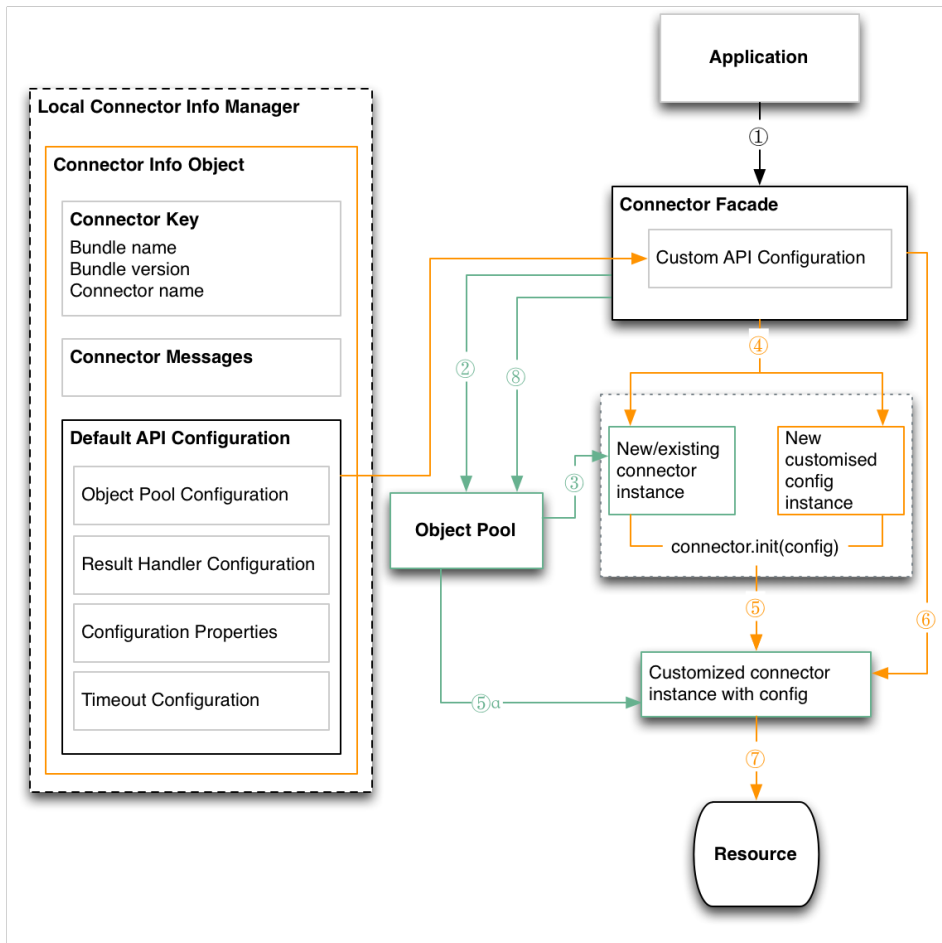 Application
①
Local Connector Info Manager
Connector Info Object
Connector Key
Bundle name
Bundle version
Connector name
Connector Messages
Default API Configuration
Object Pool Configuration
Result Handler Configuration
Configuration Properties
Timeout Configuration
Connector Facade
Custom API Configuration
②
⑧
④
③
New/existing
connector
instance
New
customised
config
instance
connector.init(config)
Object Pool
⑤
⑥
⑤a
Customized connector
instance with config
⑦
Resource